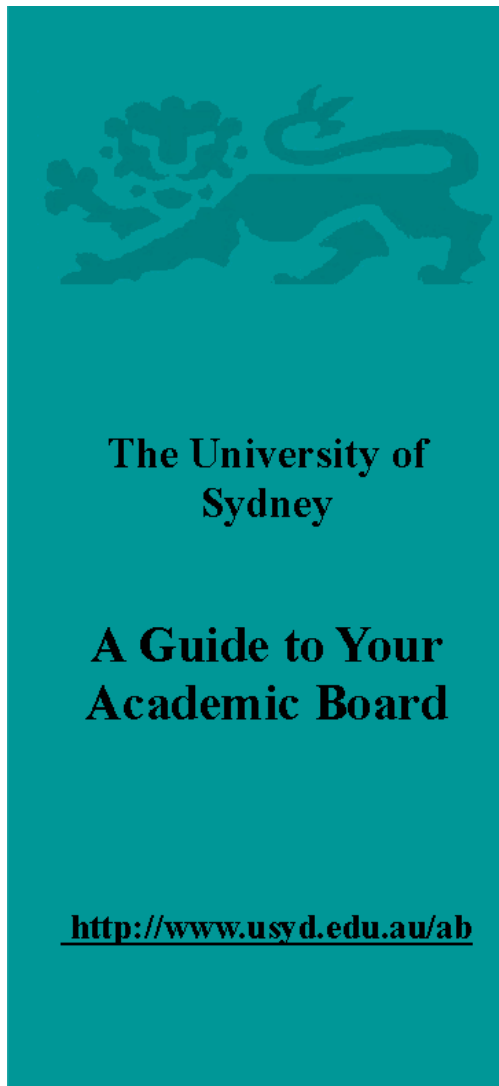 The University of
Sydney
A Guide to Your
Academic Board
http://www.usyd.edu.au/ab